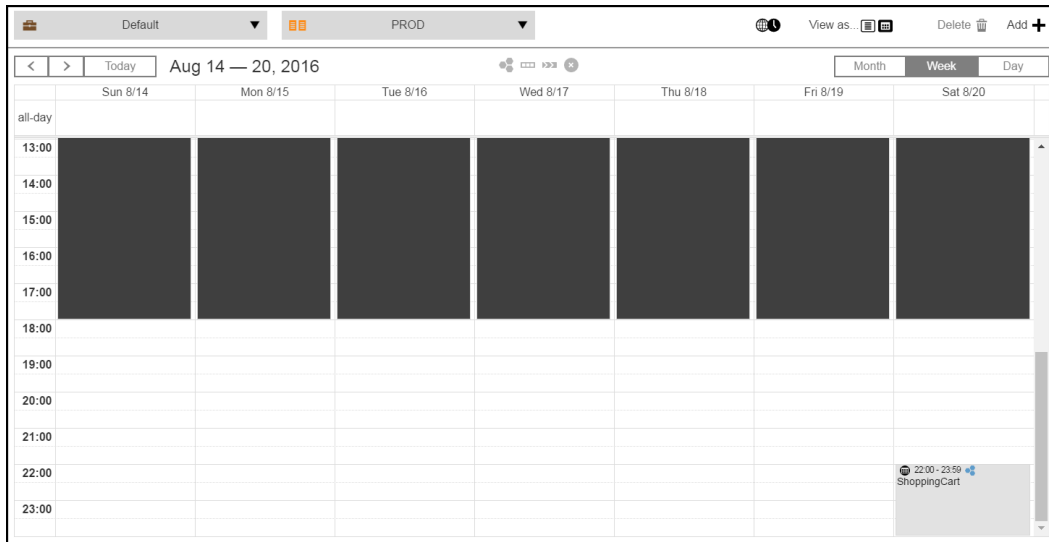 Default PROD View as... Delete Add
Today Aug 14 — 20, 2016 Month Week Day
Sun 8/14 Mon 8/15 Tue 8/16 Wed 8/17 Thu 8/18 Fri 8/19 Sat 8/20
all-day
13:00
14:00
15:00
16:00
17:00
18:00
19:00
20:00
21:00
22:00 22:00 - 23:59
ShoppingCart
23:00